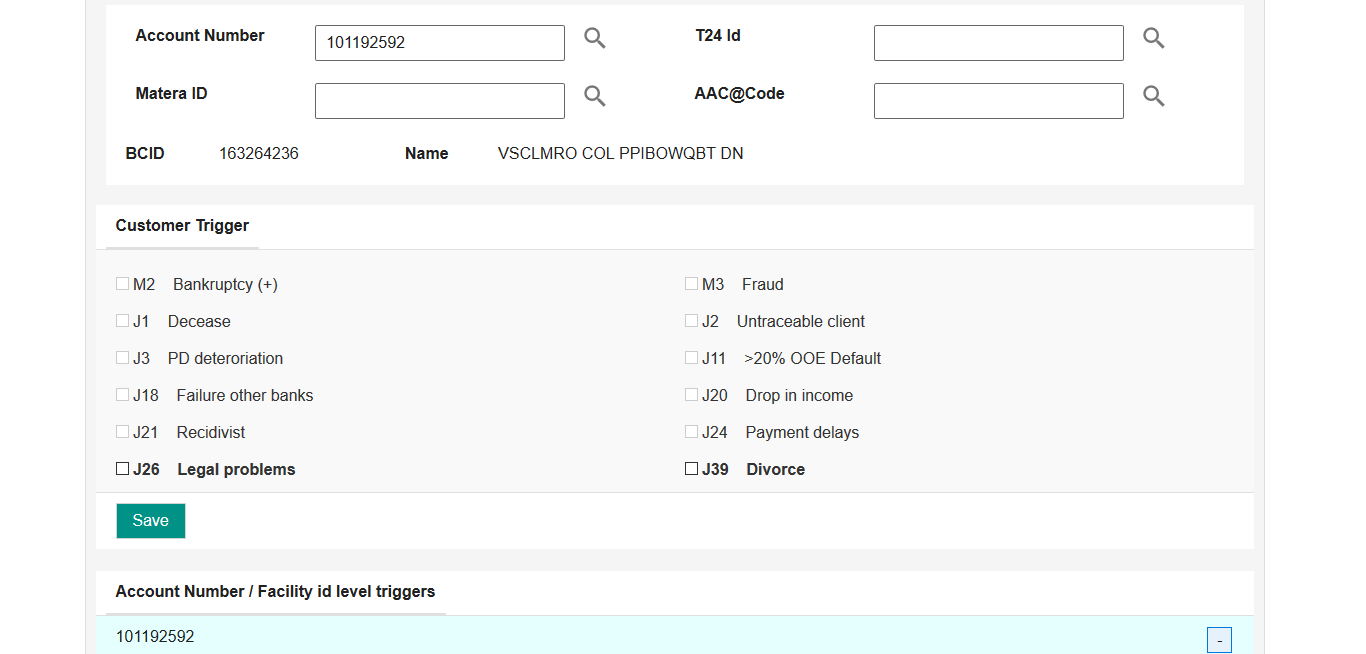 Account Number 101192592 T24 Id
Matera ID AAC@Code
BCID 163264236 Name VSCLMRO COL PPIBOWQBT DN
Customer Trigger
M2 Bankruptcy (+) M3 Fraud
J1 Decease J2 Untraceable client
J3 PD deteroriation J11 >20% OOE Default
J18 Failure other banks J20 Drop in income
J21 Recidivist J24 Payment delays
J26 Legal problems J39 Divorce
Save
Account Number / Facility id level triggers
101192592 -